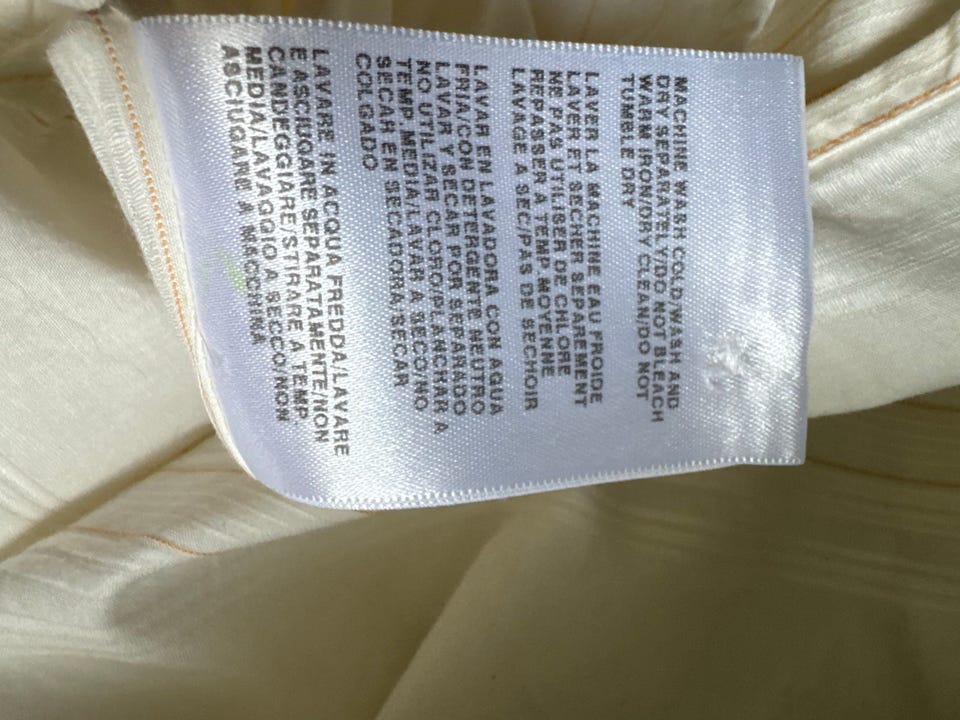 MACHINE WASH COLD/WASH AND
DRY SEPARATELY/DO NOT BLEACH
WARM IRON/DRY CLEAN/DO NOT
TUMBLE DRY
LAVER LA MACHINE EAU FROIDE
LAVER ET SECHER SEPAREMENT
NE PAS UTILISER DE CHLORE
REPASSER A TEMP. MOYENNE
LAVAGE A SEC/PAS DE SECHOIR
LAVAR EN LAVADORA CON AGUA
FRIA/CON DETERGENTE NEUTRO
LAVAR Y SECAR POR SEPARADO
NO UTILIZAR CLORO/PLANCHAR A
TEMP. MEDIA/LAVAR A SECO/NO
SECAR EN SECADORA/SECAR
COLGADO
LAVARE IN ACQUA FREDDA/LAVARE
E ASCIUGARE SEPARATAMENTE/NON
CANDEGGIARE/STIRARE A TEMP.
MEDIA/LAVAGGIO A SECCO/NON
ASCIUGARE A MACCHINA